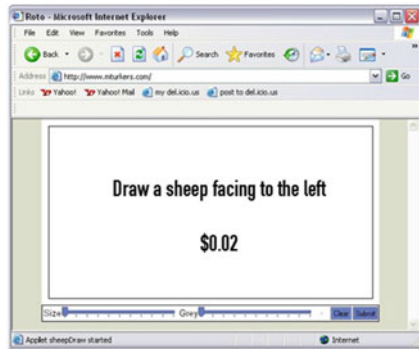 Roto - Microsoft Internet Explorer
File Edit View Favorites Tools Help
Back Search Favorites
Address http://www.mturkers.com/ Go
Links Yahoo! Yahoo! Mail my del.icio.us post to del.icio.us
Draw a sheep facing to the left
$0.02
Size Grey Clear Submit
Applet sheepDraw started Internet